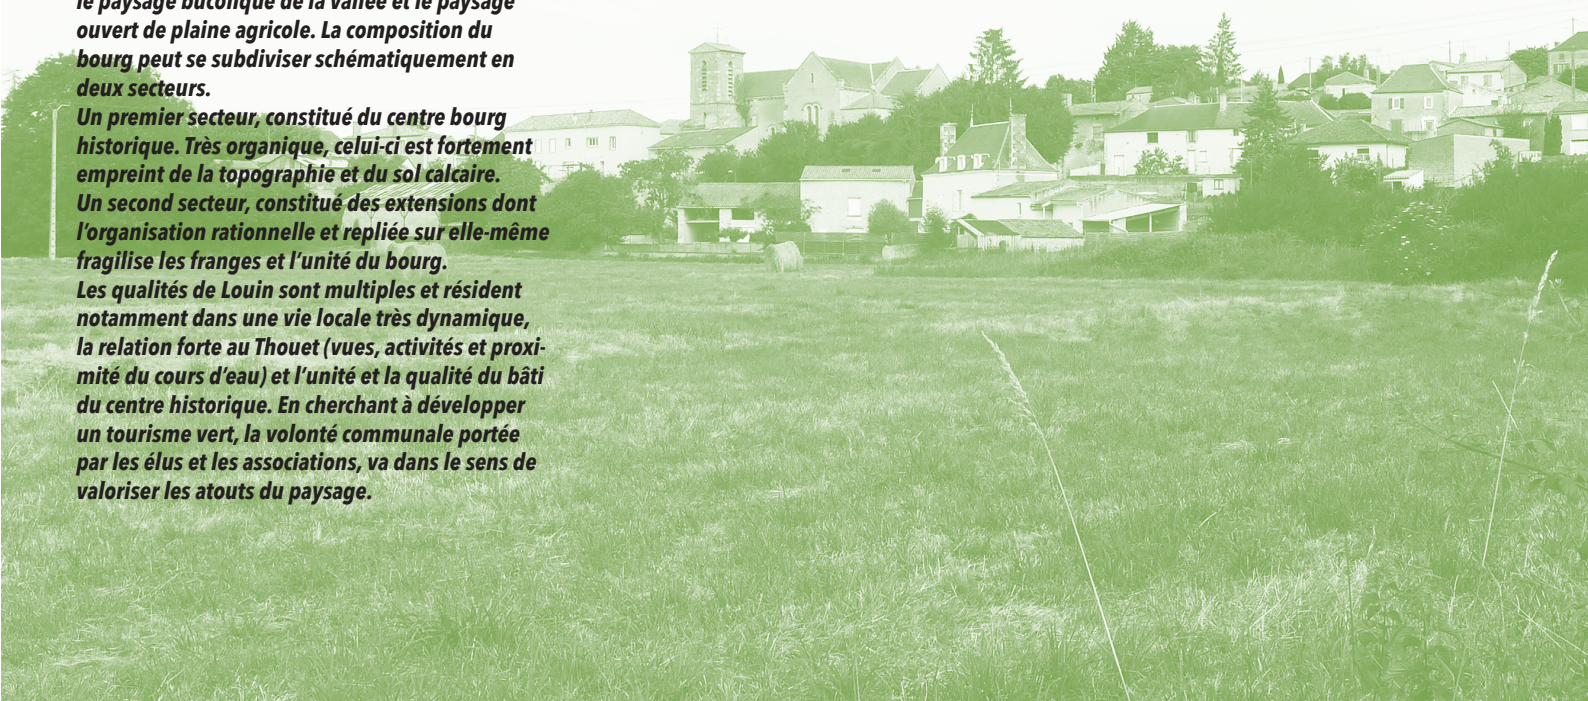 le paysage bucolique de la vallée et le paysage
ouvert de plaine agricole. La composition du
bourg peut se subdiviser schématiquement en
deux secteurs.
Un premier secteur, constitué du centre bourg
historique. Très organique, celui-ci est fortement
empreint de la topographie et du sol calcaire.
Un second secteur, constitué des extensions dont
l’organisation rationnelle et repliée sur elle-même
fragilise les franges et l’unité du bourg.
Les qualités de Louin sont multiples et résident
notamment dans une vie locale très dynamique,
la relation forte au Thouet (vues, activités et proxi-
mité du cours d’eau) et l’unité et la qualité du bâti
du centre historique. En cherchant à développer
un tourisme vert, la volonté communale portée
par les élus et les associations, va dans le sens de
valoriser les atouts du paysage.